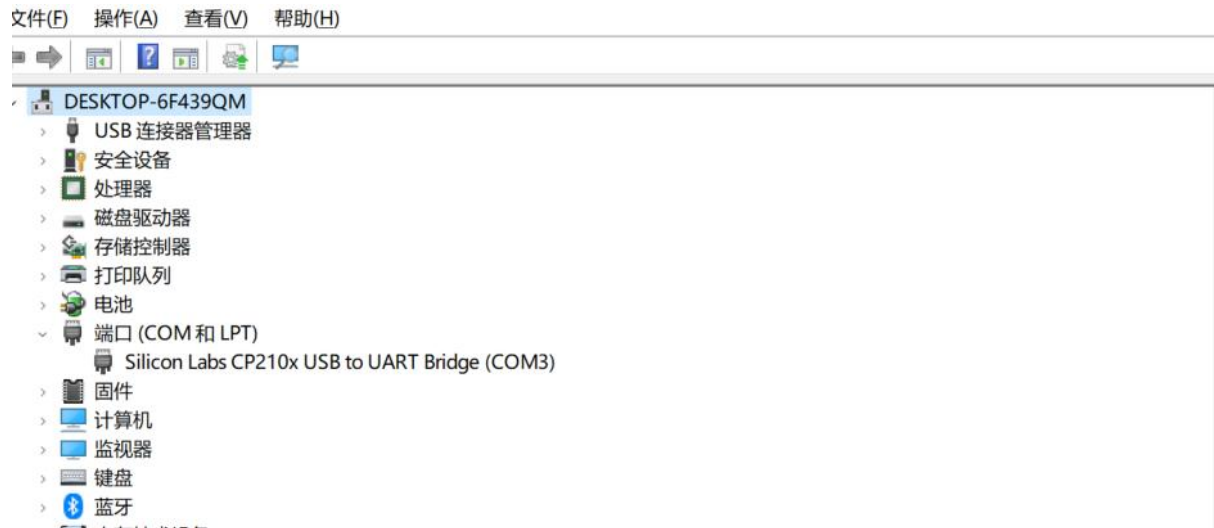 文件(F) 操作(A) 查看(V) 帮助(H)
DESKTOP-6F439QM
USB 连接器管理器
安全设备
处理器
磁盘驱动器
存储控制器
打印队列
电池
端口 (COM 和 LPT)
Silicon Labs CP210x USB to UART Bridge (COM3)
固件
计算机
监视器
键盘
蓝牙